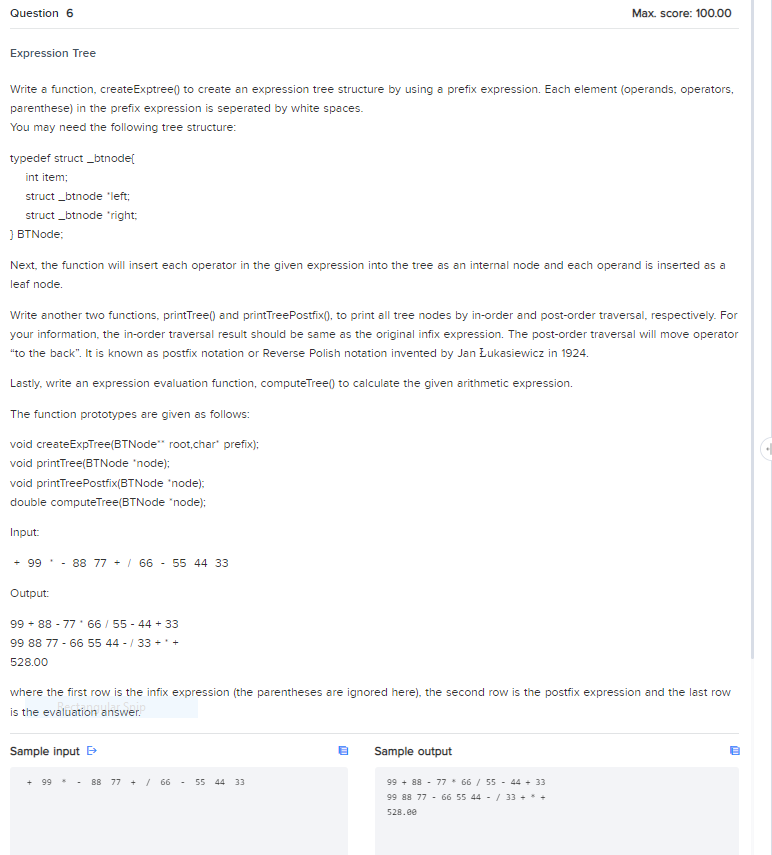 Question 6
Max. score: 100.00
Expression Tree
Write a function, createExptree() to create an expression tree structure by using a prefix expression. Each element (operands, operators,
parenthese) in the prefix expression is seperated by white spaces.
You may need the following tree structure:
typedef struct _btnode{
int item;
struct _btnode *left;
struct _btnode *right;
} BTNode;
Next, the function will insert each operator in the given expression into the tree as an internal node and each operand is inserted as a
leaf node.
Write another two functions, printTree() and printTreePostfix(), to print all tree nodes by in-order and post-order traversal, respectively. For
your information, the in-order traversal result should be same as the original infix expression. The post-order traversal will move operator
“to the back”. It is known as postfix notation or Reverse Polish notation invented by Jan Łukasiewicz in 1924.
Lastly, write an expression evaluation function, computeTree() to calculate the given arithmetic expression.
The function prototypes are given as follows:
void createExpTree(BTNode** root,char* prefix);
void printTree(BTNode *node);
void printTreePostfix(BTNode *node);
double computeTree(BTNode *node);
Input:
+ 99 * - 88 77 + / 66 - 55 44 33
Output:
99 + 88 - 77 * 66 / 55 - 44 + 33
99 88 77 - 66 55 44 - / 33 + * +
528.00
where the first row is the infix expression (the parentheses are ignored here), the second row is the postfix expression and the last row
is the evaluation answer.
Rectangular Snip
Sample input
Sample output
+ 99 * - 88 77 + / 66 - 55 44 33
99 + 88 - 77 * 66 / 55 - 44 + 33
99 88 77 - 66 55 44 - / 33 + * +
528.00